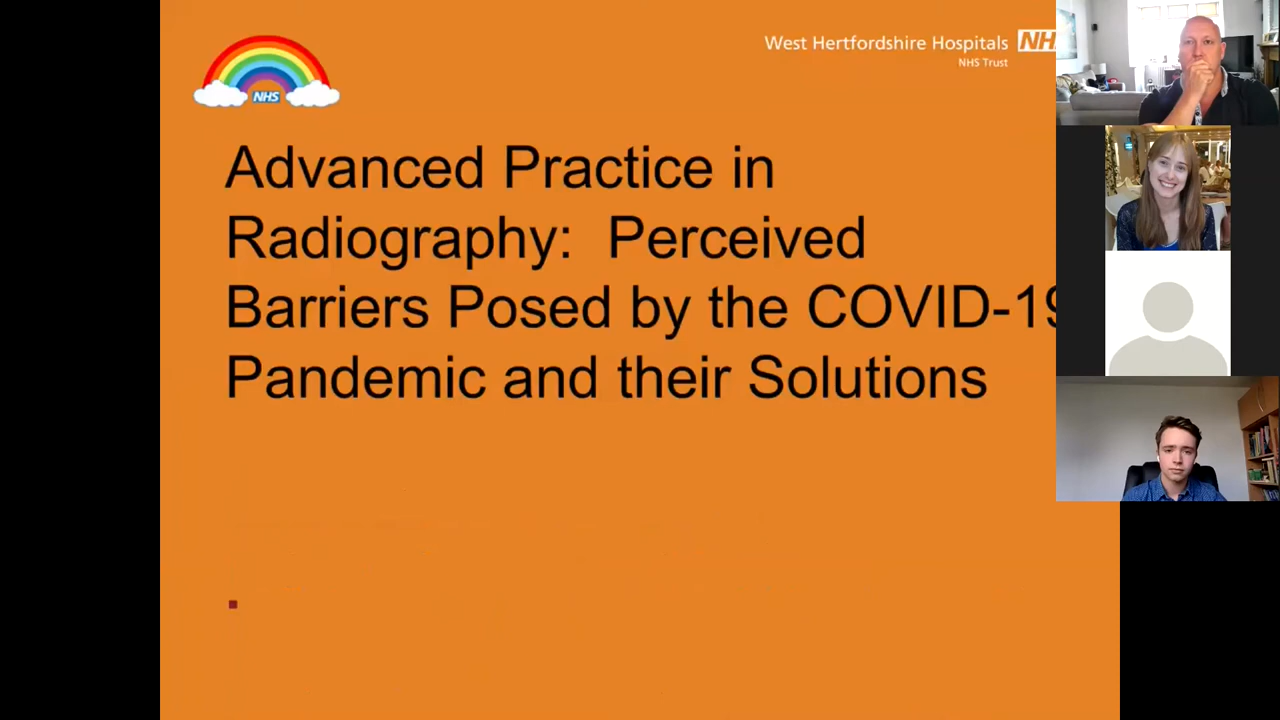 West Hertfordshire Hospitals NH
NHS Trust
NHS
Advanced Practice in
Radiography: Perceived
Barriers Posed by the COVID-19
Pandemic and their Solutions